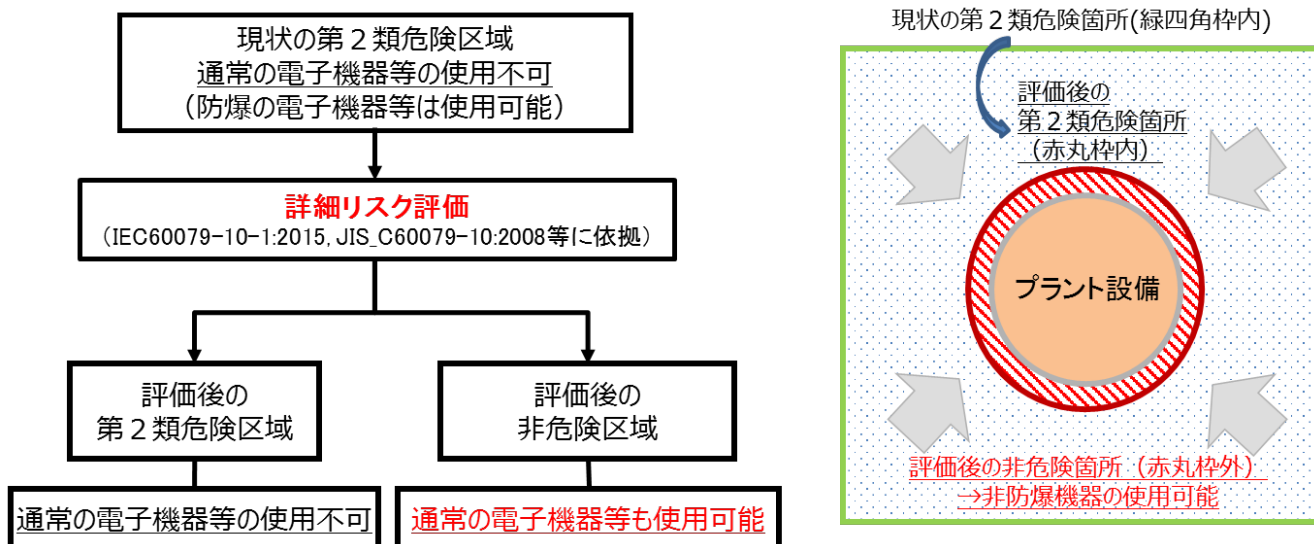 現状の第２類危険区域
通常の電子機器等の使用不可
（防爆の電子機器等は使用可能）
詳細リスク評価
（IEC60079-10-1:2015, JIS_C60079-10:2008等に依拠）
評価後の
第２類危険区域
評価後の
非危険区域
通常の電子機器等の使用不可
通常の電子機器等も使用可能
現状の第２類危険箇所(緑四角枠内)
評価後の
第２類危険箇所
（赤丸枠内）
プラント設備
評価後の非危険箇所（赤丸枠外）
→非防爆機器の使用可能